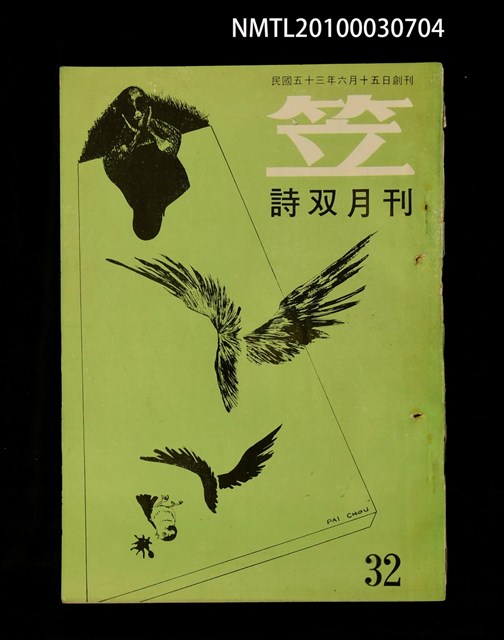 NMTL20100030704
民國五十三年六月十五日創刊
笠
詩双月刊
PAI CHOU
32